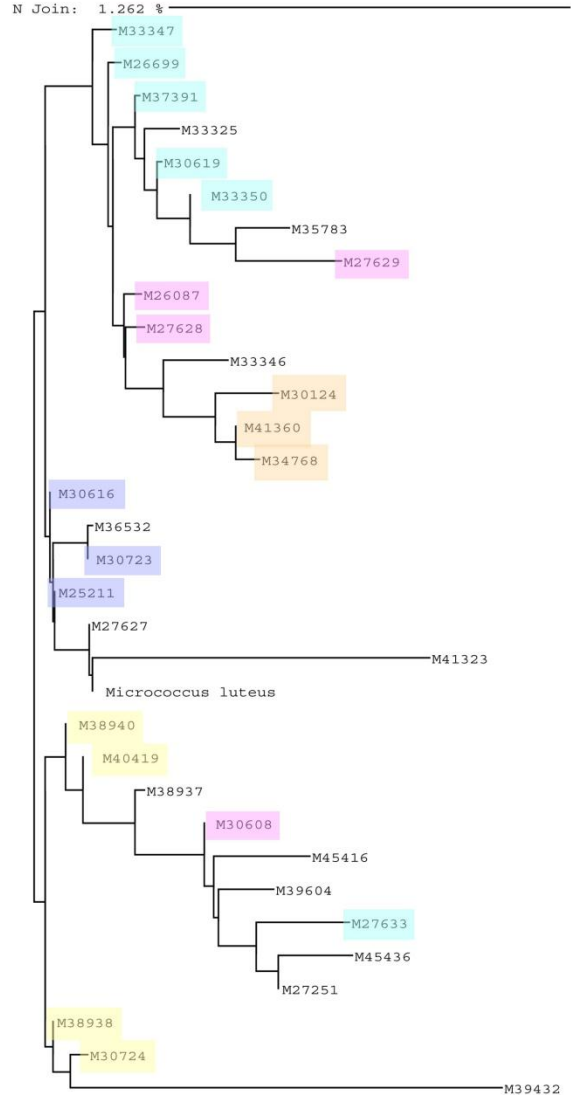 N Join: 1.262 %
M33347
M26699
M37391
M33325
M30619
M33350
M35783
M27629
M26087
M27628
M33346
M30124
M41360
M34768
M30616
M36532
M30723
M25211
M27627
M41323
Micrococcus luteus
M38940
M40419
M38937
M30608
M45416
M39604
M27633
M45436
M27251
M38938
M30724
M39432